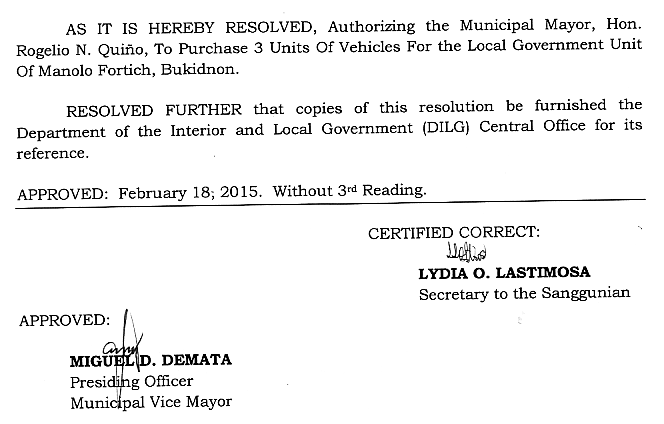 AS IT IS HEREBY RESOLVED, Authorizing the Municipal Mayor, Hon.
Rogelio N. Quiño, To Purchase 3 Units Of Vehicles For the Local Government Unit
Of Manolo Fortich, Bukidnon.
RESOLVED FURTHER that copies of this resolution be furnished the
Department of the Interior and Local Government (DILG) Central Office for its
reference.
APPROVED: February 18; 2015. Without 3rd Reading.
CERTIFIED CORRECT:
LYDIA O. LASTIMOSA
Secretary to the Sanggunian
APPROVED:
MIGUEL D. DEMATA
Presiding Officer
Municipal Vice Mayor